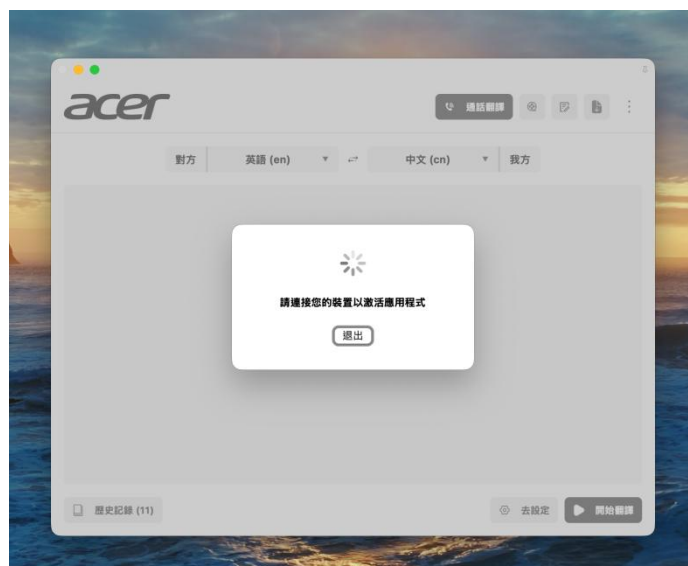 acer
通話翻譯
對方 英語 (en) 中文 (cn) 我方
請連接您的裝置以激活應用程式
退出
歷史記錄 (11) 去設定 開始翻譯